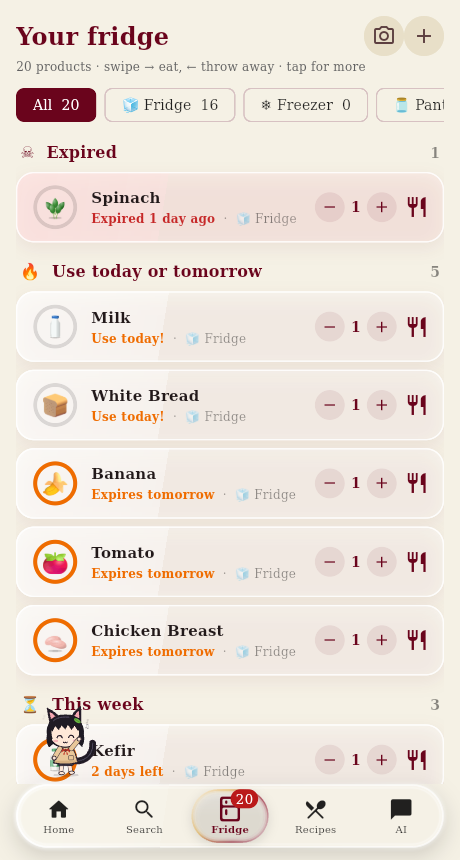 Your fridge
20 products · swipe → eat, ← throw away · tap for more
All 20
Fridge 16
Freezer 0
Pant
Expired 1
Spinach
Expired 1 day ago · Fridge
1
Use today or tomorrow 5
Milk
Use today! · Fridge
1
White Bread
Use today! · Fridge
1
Banana
Expires tomorrow · Fridge
1
Tomato
Expires tomorrow · Fridge
1
Chicken Breast
Expires tomorrow · Fridge
1
This week 3
Kefir
2 days left · Fridge
1
20
Home
Search
Fridge
Recipes
AI